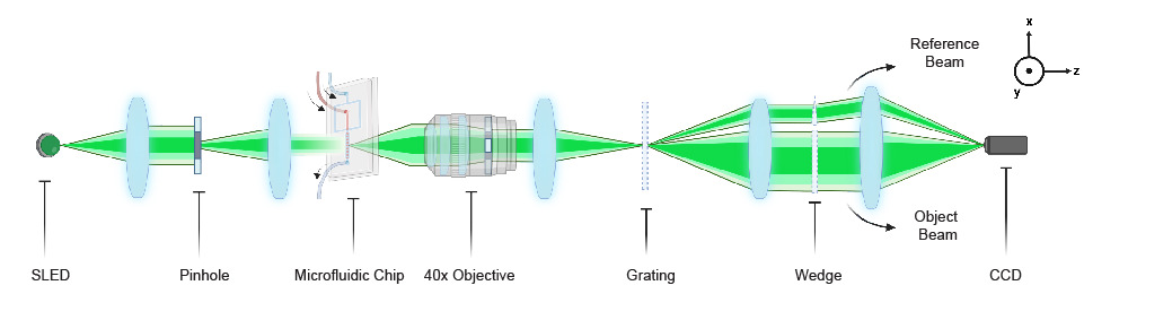 x
z
y
Reference
Beam
Object
Beam
SLED
Pinhole
Microfluidic Chip
40x Objective
Grating
Wedge
CCD